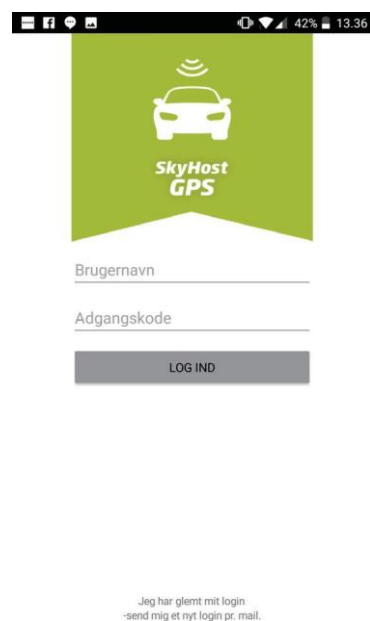 42% 13.36
SkyHost
GPS
Brugernavn
Adgangskode
LOG IND
Jeg har glemt mit login
-send mig et nyt login pr. mail.